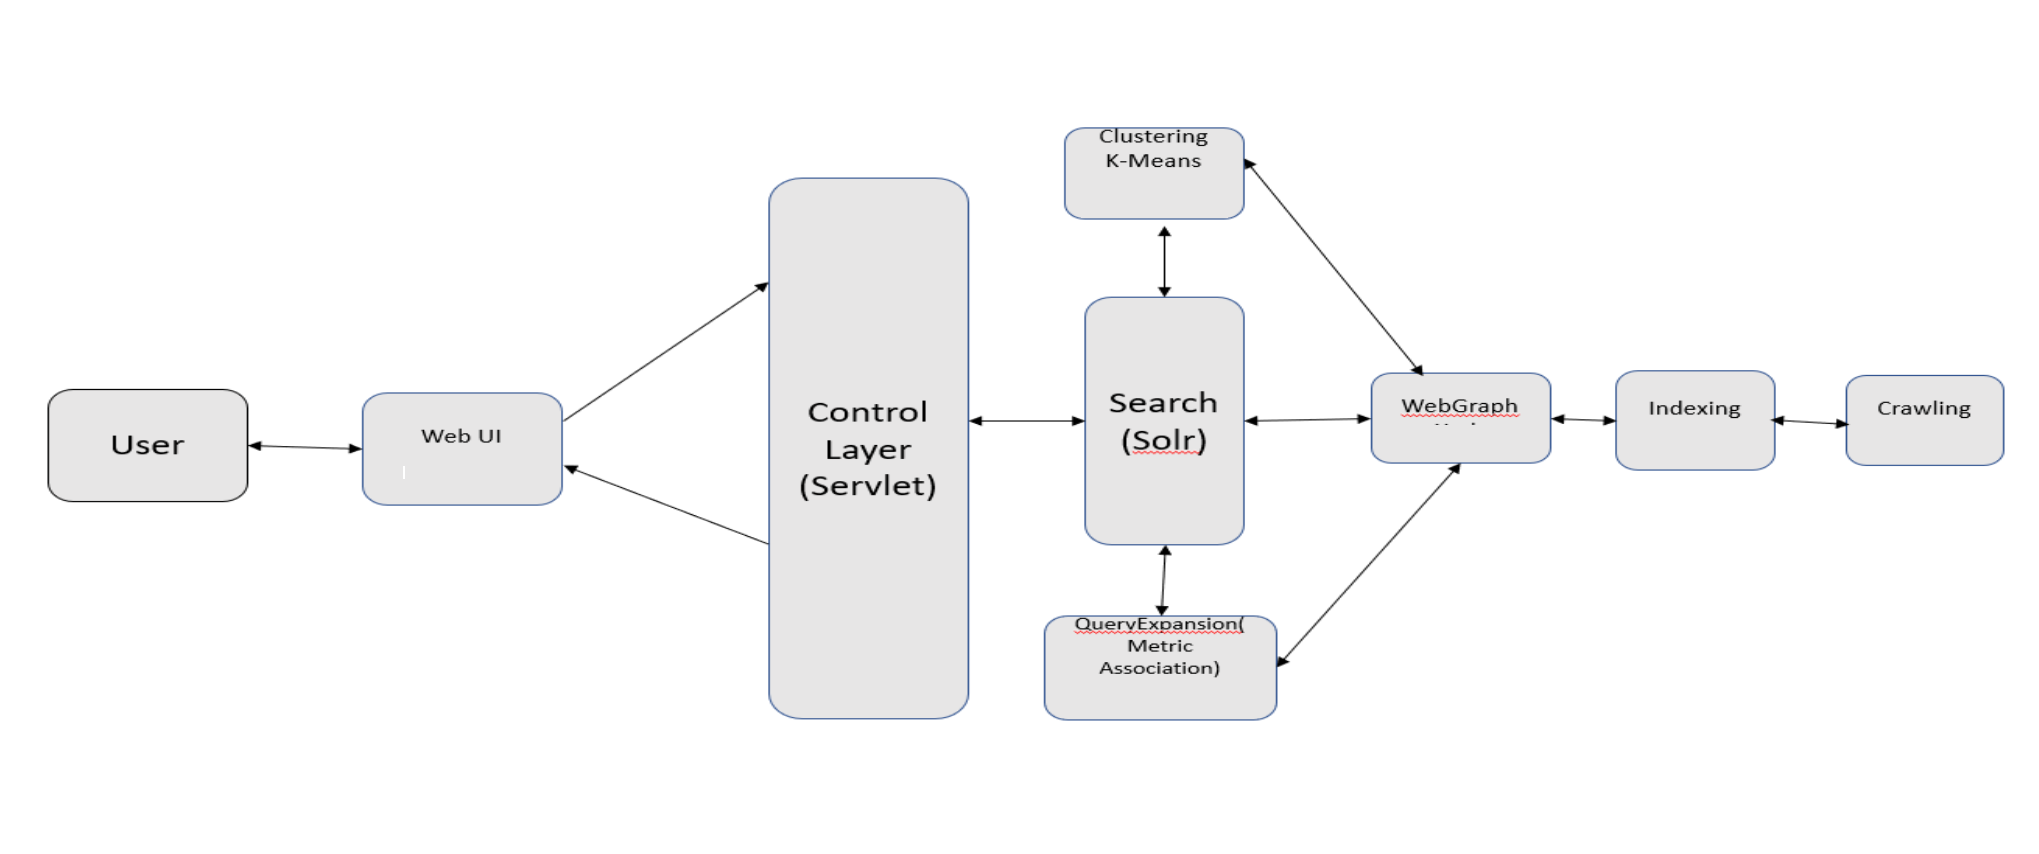 User
Web UI
Control
Layer
(Servlet)
Clustering
K-Means
Search
(Solr)
QueryExpansion(
Metric
Association)
WebGraph
Indexing
Crawling